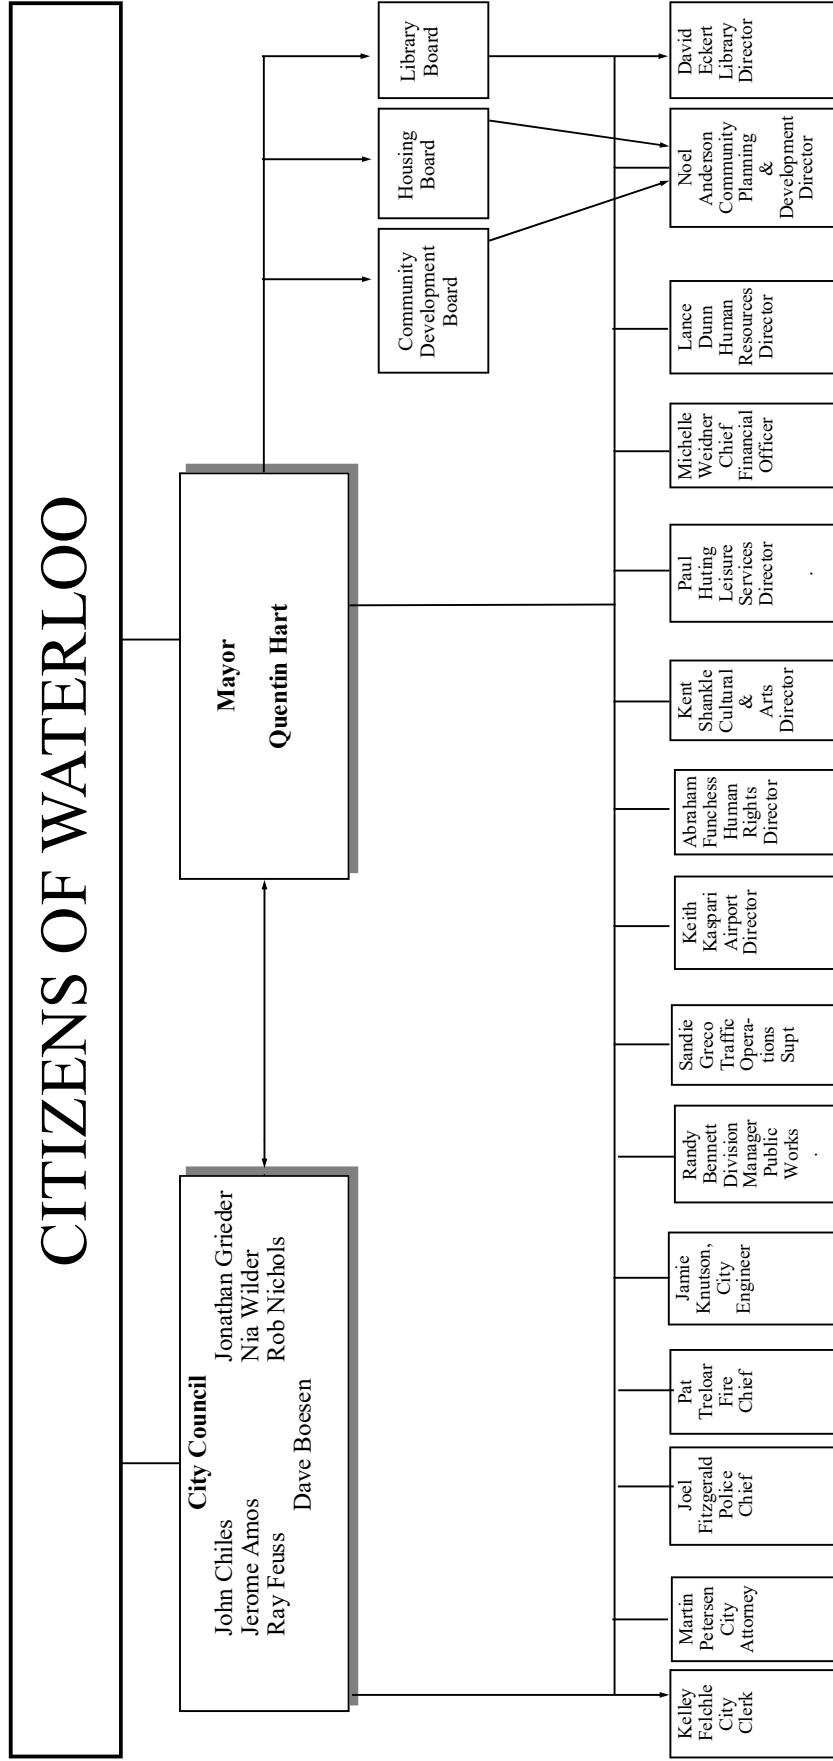 CITIZENS OF WATERLOO
City Council
John Chiles
Jerome Amos
Ray Feuss
Jonathan Grieder
Nia Wilder
Rob Nichols
Dave Boesen
Mayor
Quentin Hart
Community
Development
Board
Housing
Board
Library
Board
Kelley
Felchle
City
Clerk
Martin
Petersen
City
Attorney
Joel
Fitzgerald
Police
Chief
Pat
Treloar
Fire
Chief
Jamie
Knutson,
City
Engineer
Randy
Bennett
Division
Manager
Public
Works
.
Sandie
Greco
Traffic
Opera-
tions
Supt
Keith
Kaspari
Airport
Director
Abraham
Funchess
Human
Rights
Director
Kent
Shankle
Cultural
&
Arts
Director
Paul
Huting
Leisure
Services
Director
.
Michelle
Weidner
Chief
Financial
Officer
Lance
Dunn
Human
Resources
Director
Noel
Anderson
Community
Planning
&
Development
Director
David
Eckert
Library
Director